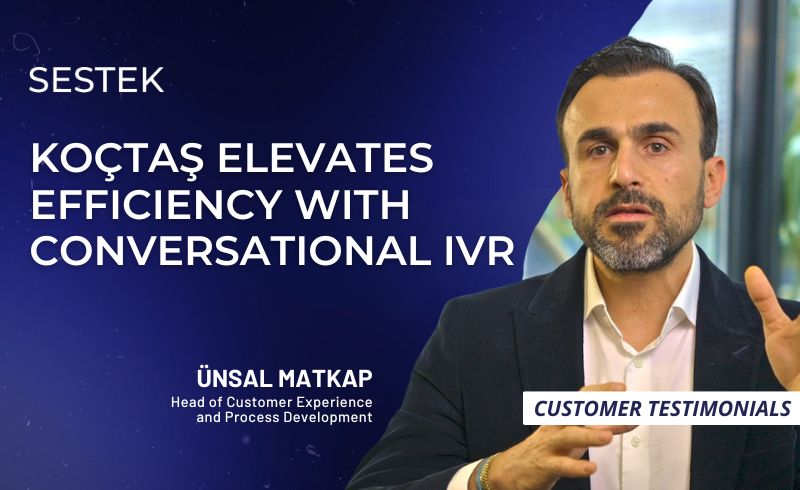 SESTEK
KOÇTAŞ ELEVATES
EFFICIENCY WITH
CONVERSATIONAL IVR
ÜNSAL MATKAP
Head of Customer Experience
and Process Development
CUSTOMER TESTIMONIALS